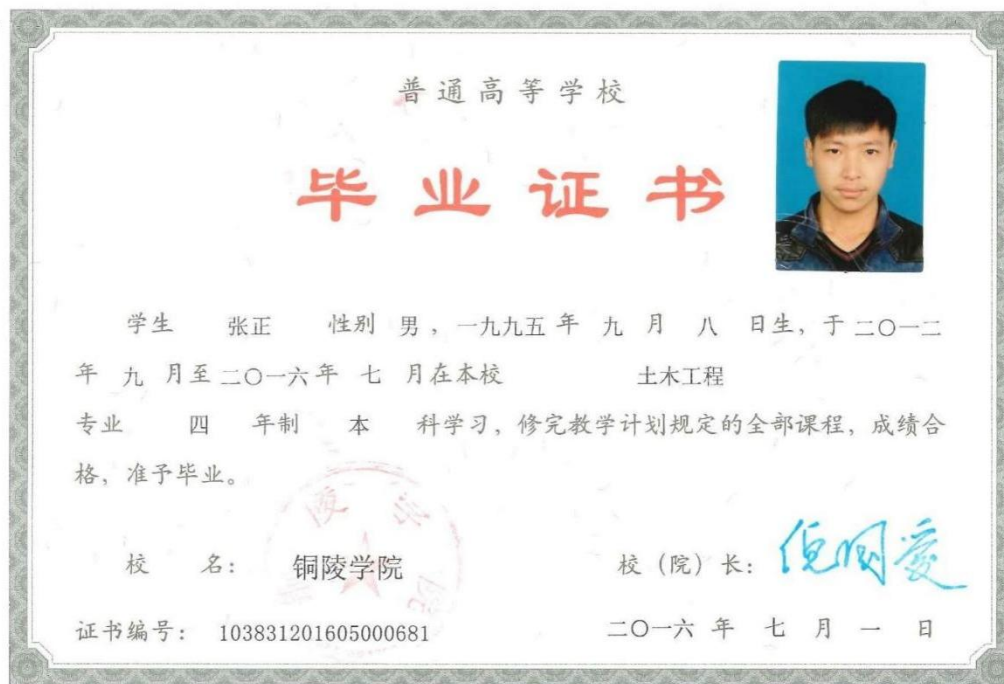 普通高等学校
毕业证书
学生 张正 性别 男，一九九五年 九 月 八 日生，于二〇一二
年 九 月至二〇一六年 七 月在本校 土木工程
专业 四 年制 本 科学习，修完教学计划规定的全部课程，成绩合
格，准予毕业。
校 名： 铜陵学院 校（院）长：倪国爱
证书编号： 103831201605000681 二〇一六 年 七 月 一 日